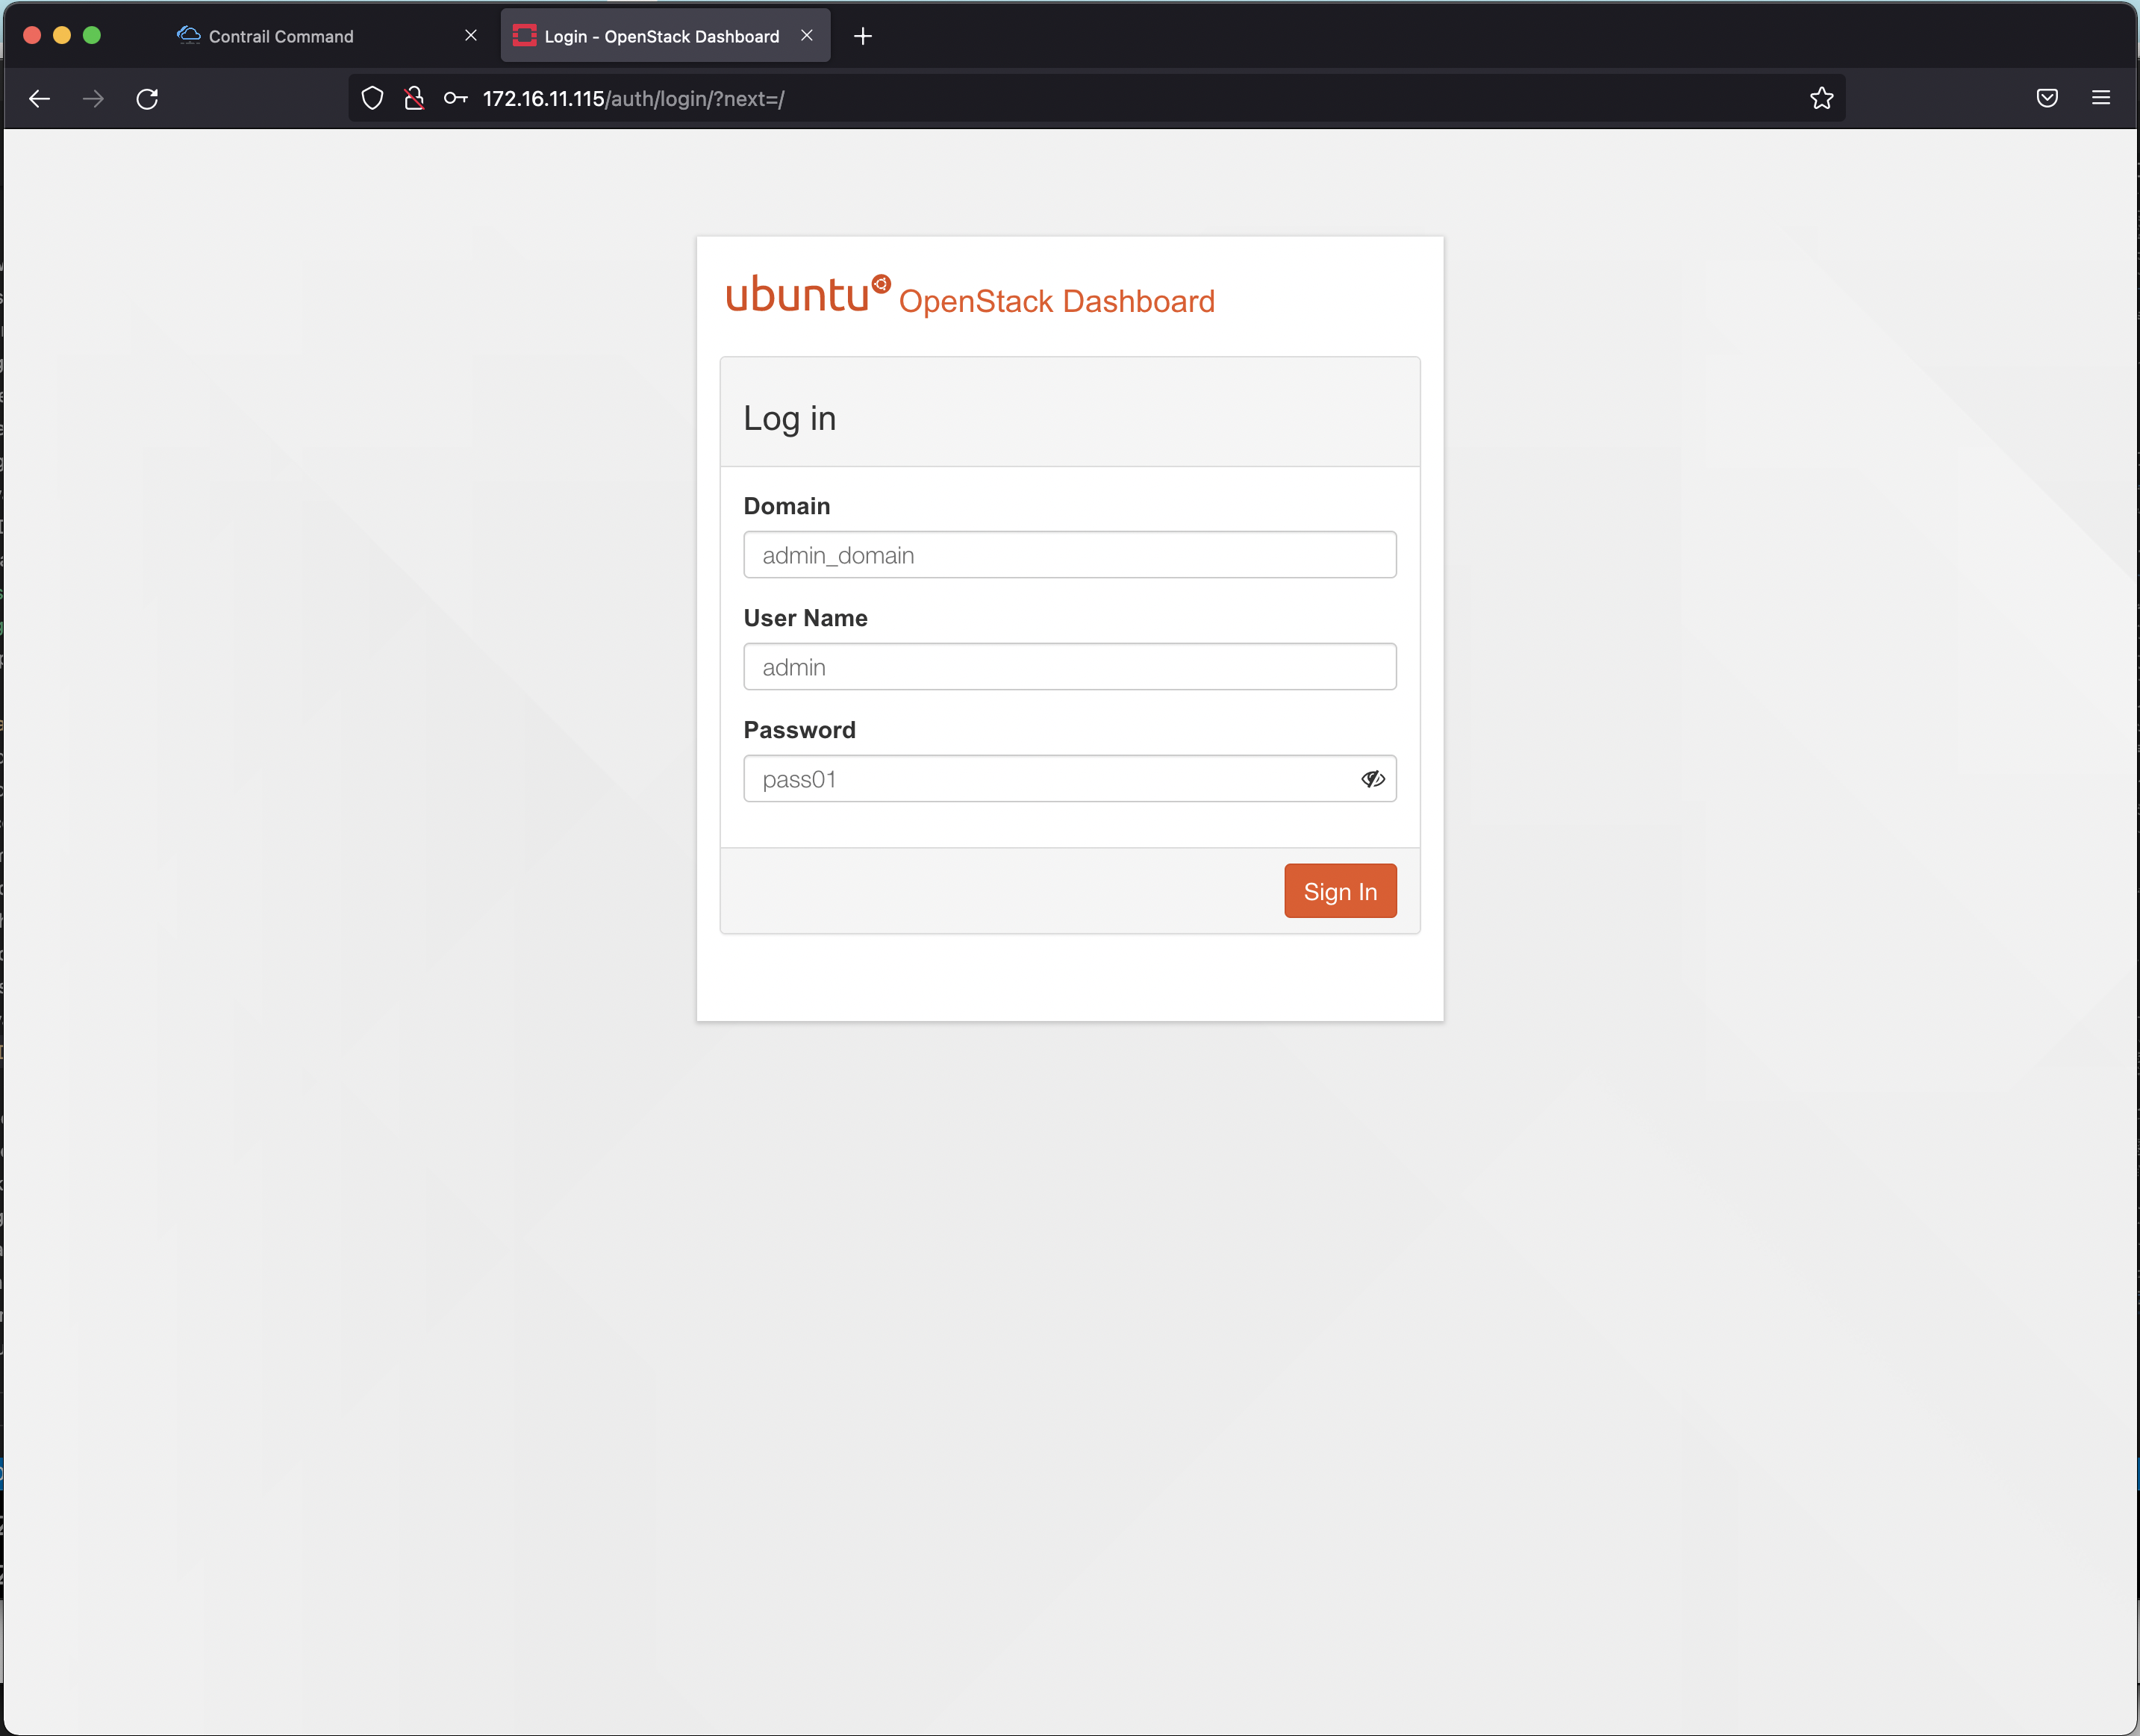 Contrail Command
Login - OpenStack Dashboard
172.16.11.115/auth/login/?next=/
ubuntu OpenStack Dashboard
Log in
Domain
admin_domain
User Name
admin
Password
pass01
Sign In